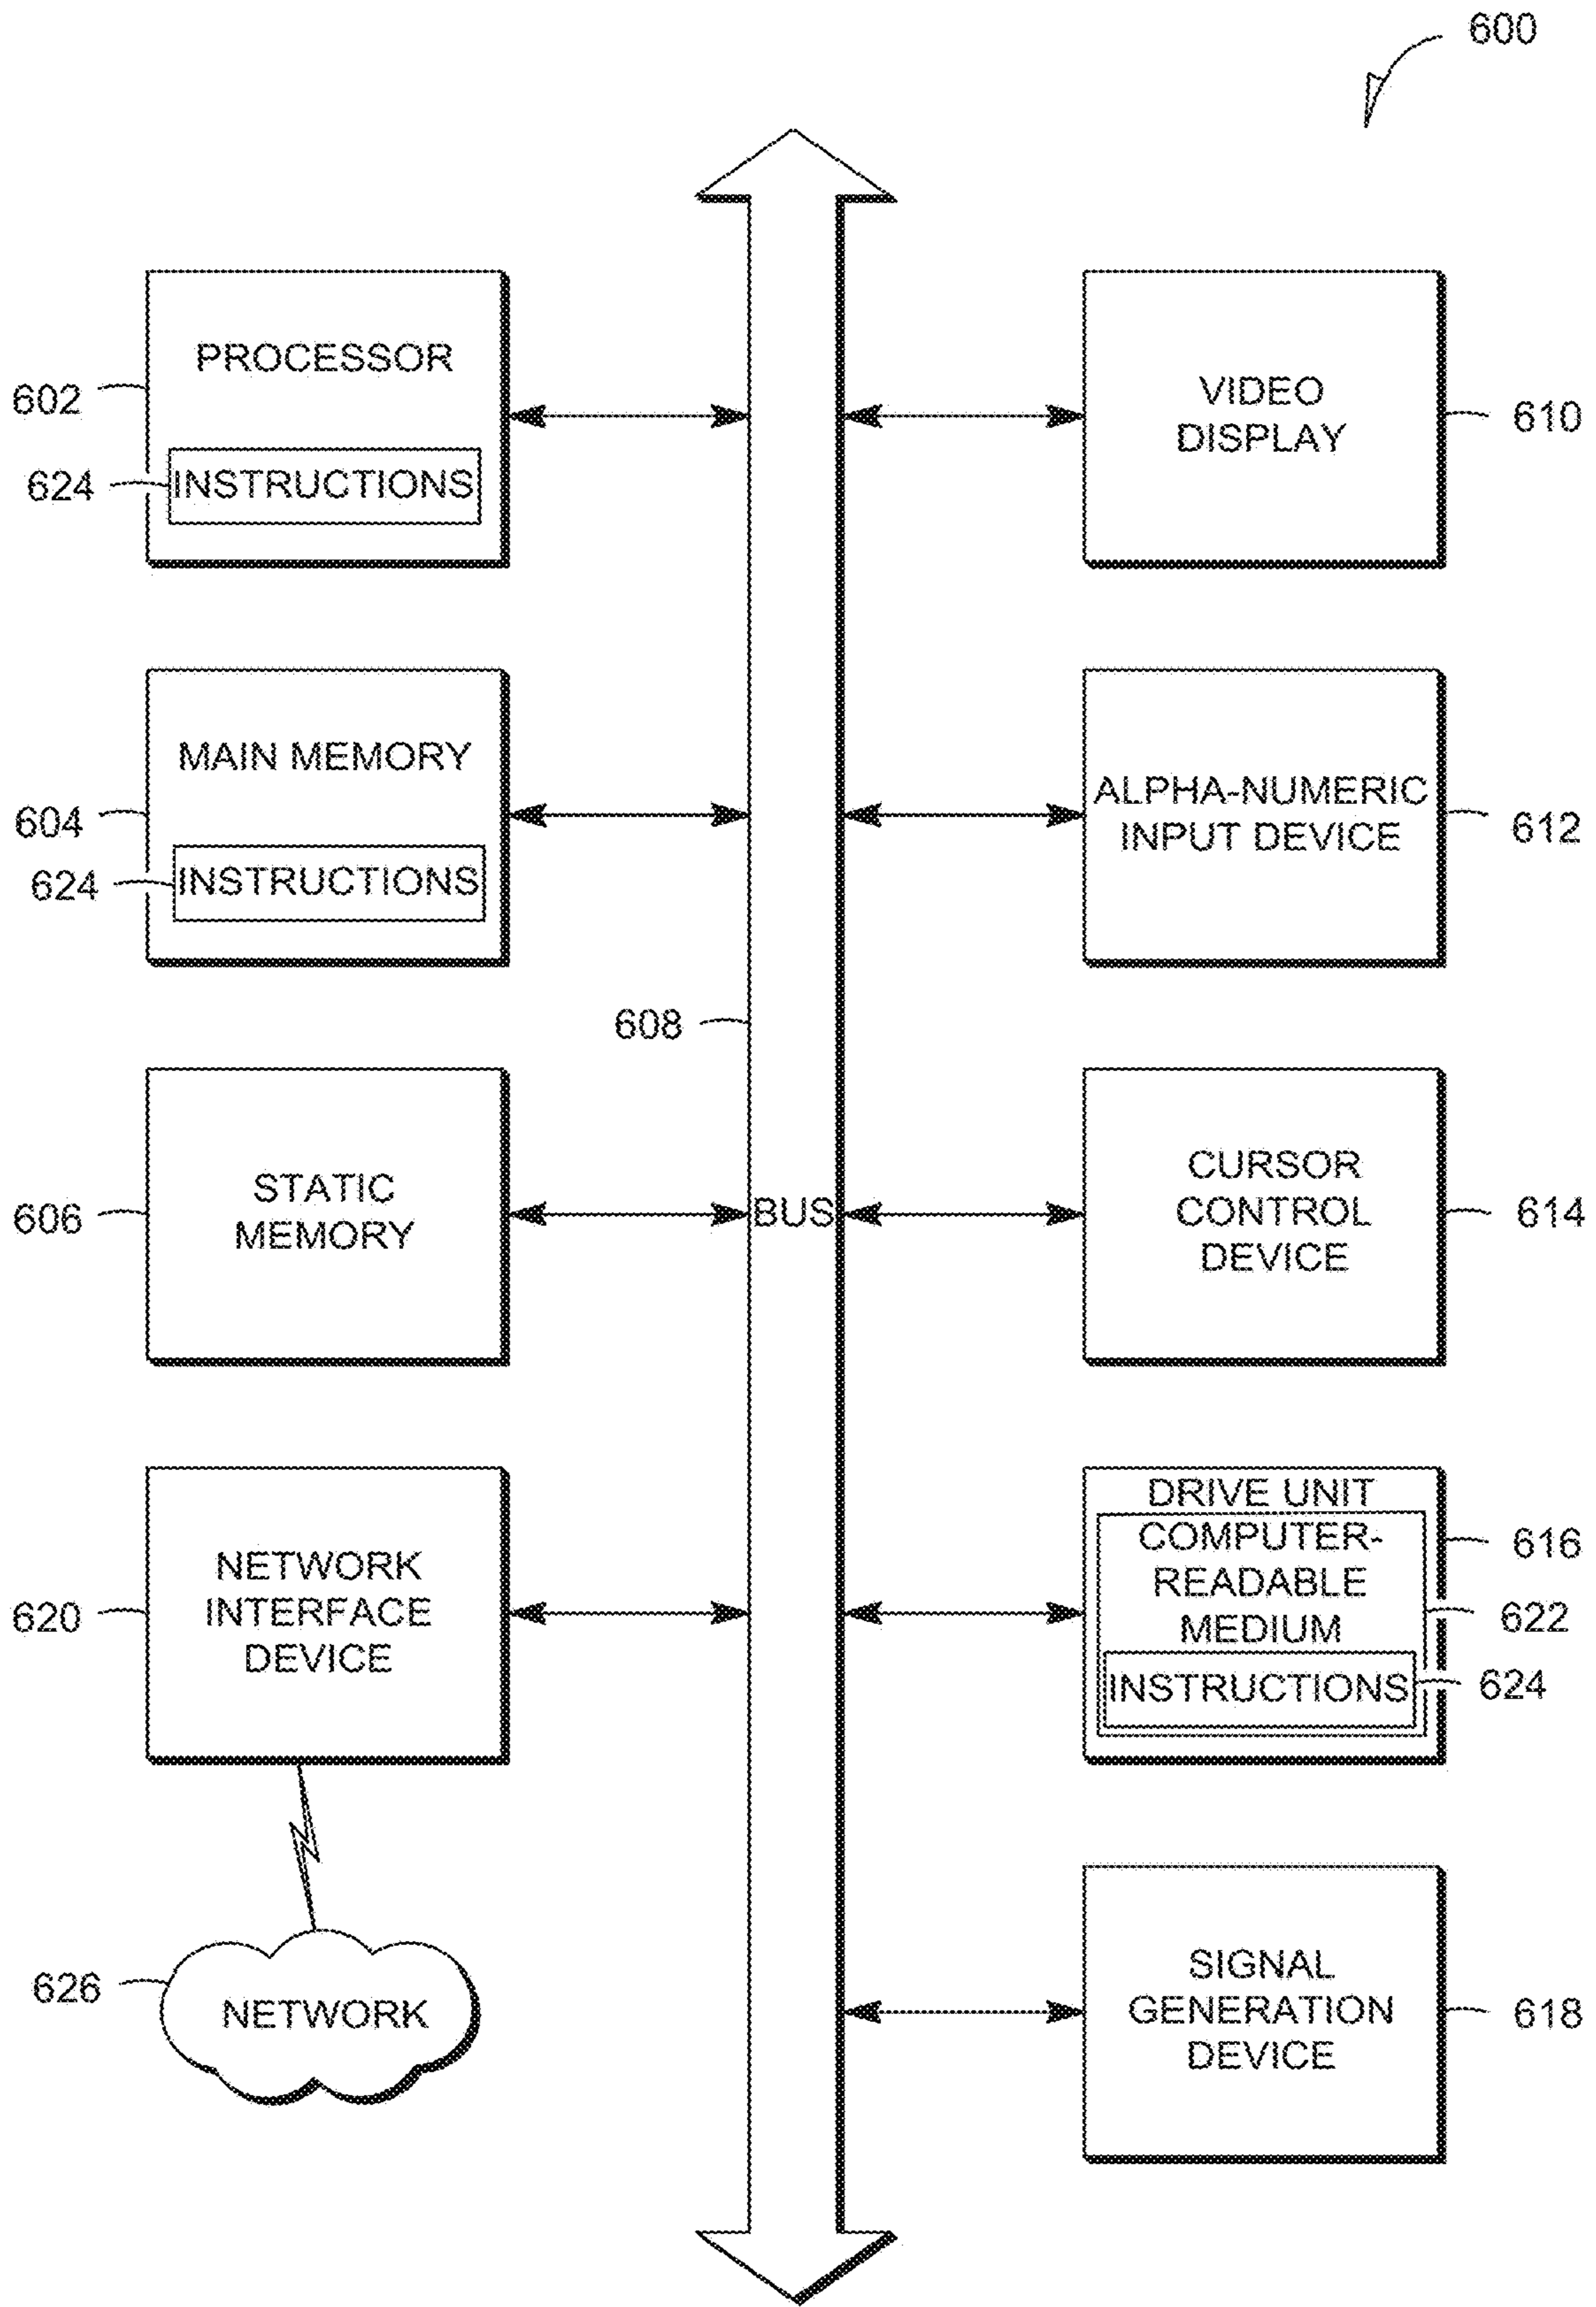 600
PROCESSOR
602
624
INSTRUCTIONS
VIDEO
DISPLAY
610
MAIN MEMORY
604
624
INSTRUCTIONS
ALPHA-NUMERIC
INPUT DEVICE
612
608
STATIC
MEMORY
606
BUS
CURSOR
CONTROL
DEVICE
614
NETWORK
INTERFACE
DEVICE
620
DRIVE UNIT
COMPUTER-
READABLE
MEDIUM
INSTRUCTIONS
616
622
624
626
NETWORK
SIGNAL
GENERATION
DEVICE
618